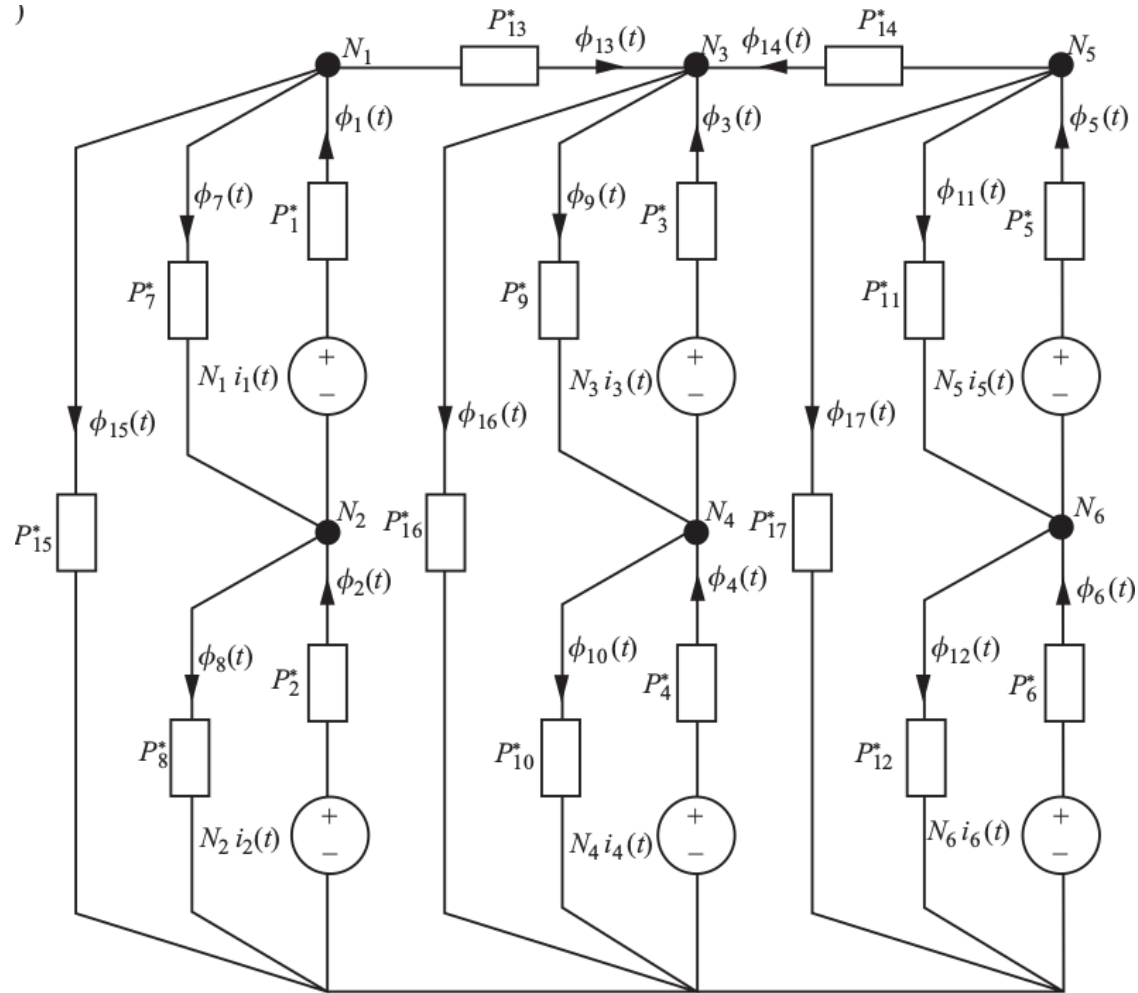 )
P*13 ϕ13(t) ϕ14(t) P*14
N1 N3 N5
ϕ1(t) ϕ3(t) ϕ5(t)
ϕ7(t) P*1 ϕ9(t) P*3 ϕ11(t) P*5
P*7 P*9 P*11
+ + +
N1 i1(t) N3 i3(t) N5 i5(t)
− − −
ϕ15(t) ϕ16(t) ϕ17(t)
N2 N4 N6
P*15 P*16 P*17
ϕ2(t) ϕ4(t) ϕ6(t)
ϕ8(t) P*2 ϕ10(t) P*4 ϕ12(t) P*6
P*8 P*10 P*12
+ + +
N2 i2(t) N4 i4(t) N6 i6(t)
− − −